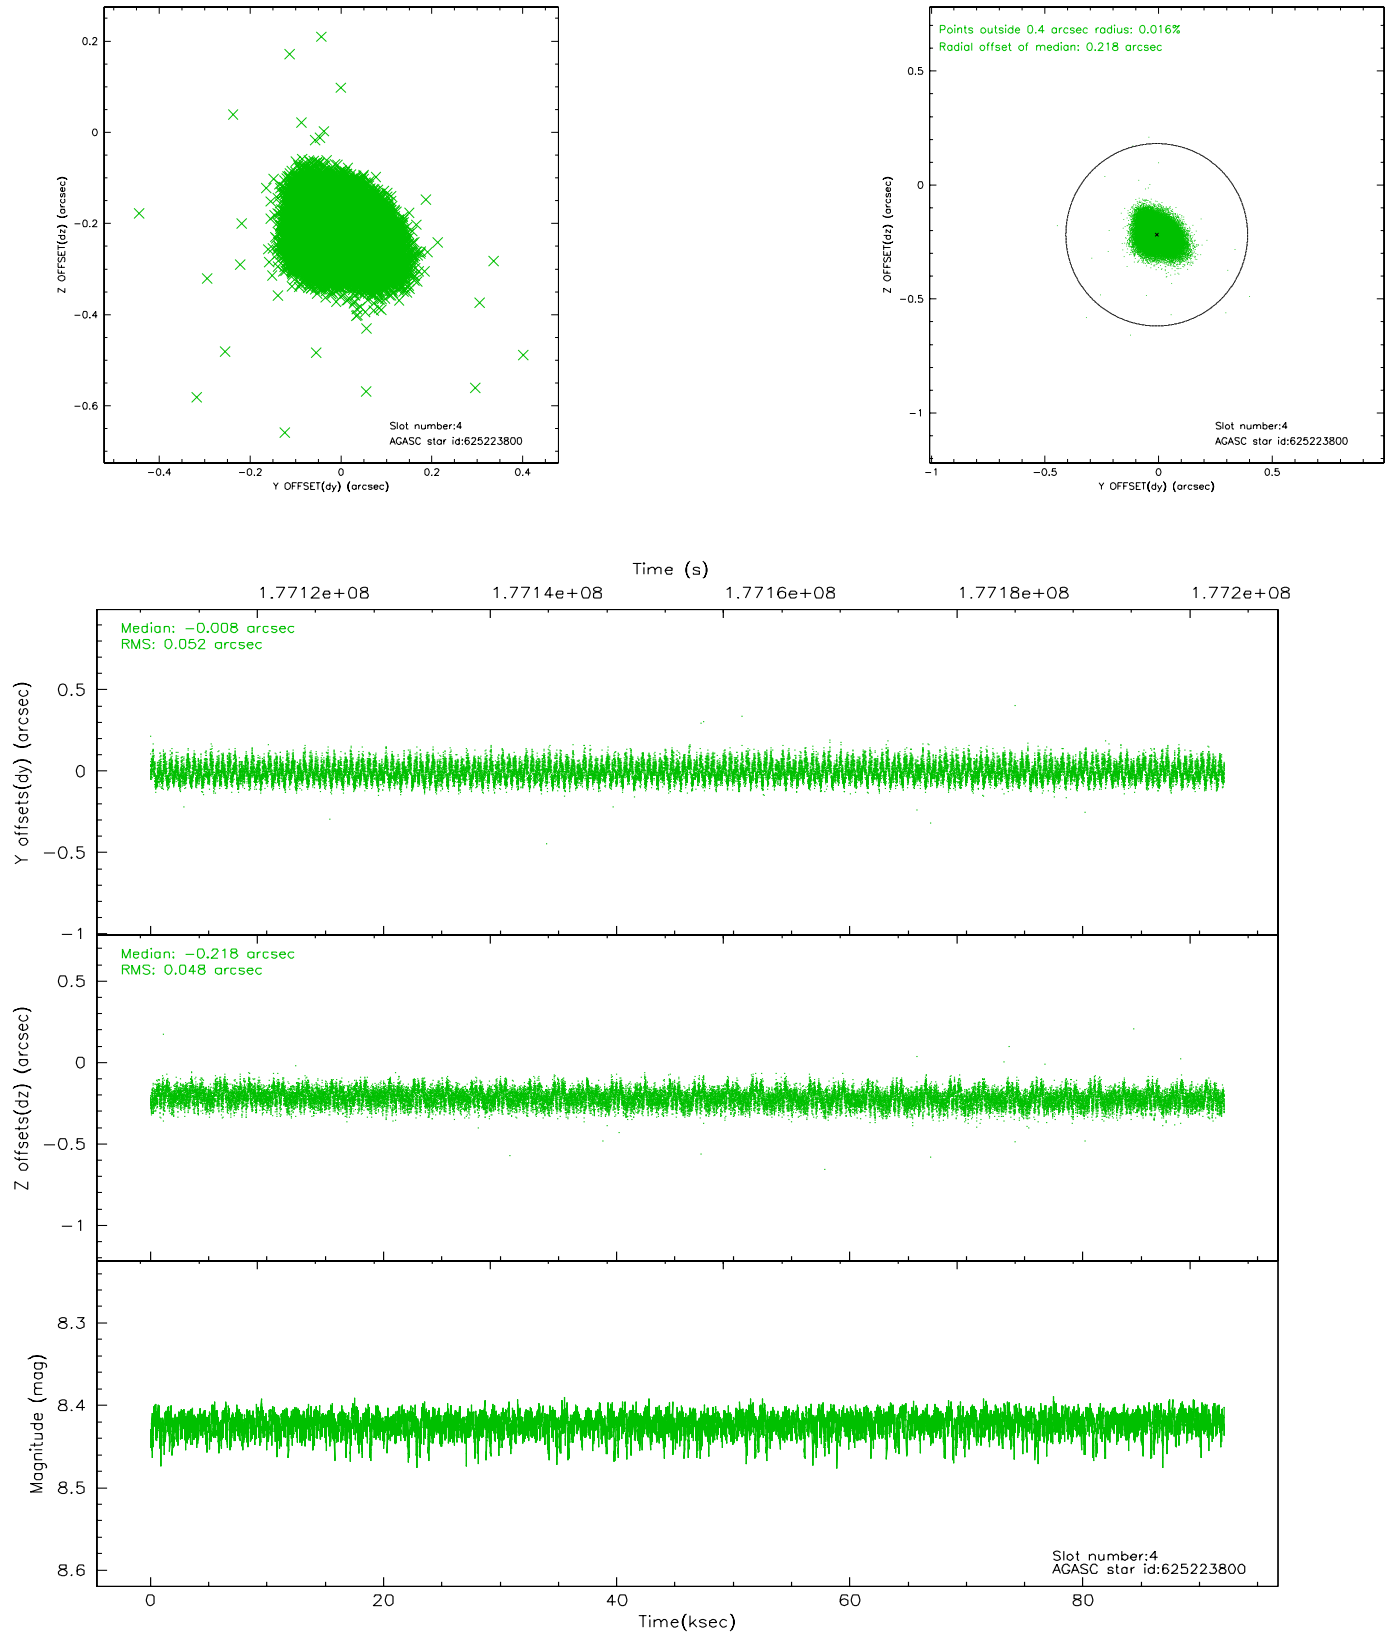 0.2
0
-0.2
-0.4
-0.6
Z OFFSET(dz) (arcsec)
Slot number:4
AGASC star id:625223800
-0.4 -0.2 0 0.2 0.4
Y OFFSET(dy) (arcsec)
Points outside 0.4 arcsec radius: 0.016%
Radial offset of median: 0.218 arcsec
0.5
0
-0.5
-1
Z OFFSET(dz) (arcsec)
Slot number:4
AGASC star id:625223800
-1 -0.5 0 0.5
Y OFFSET(dy) (arcsec)
Time (s)
1.7712e+08 1.7714e+08 1.7716e+08 1.7718e+08 1.772e+08
Median: -0.008 arcsec
RMS: 0.052 arcsec
0.5
0
-0.5
-1
Y offsets(dy) (arcsec)
Median: -0.218 arcsec
RMS: 0.048 arcsec
0.5
0
-0.5
-1
Z offsets(dz) (arcsec)
8.3
8.4
8.5
8.6
Magnitude (mag)
Slot number:4
AGASC star id:625223800
0 20 40 60 80
Time(ksec)